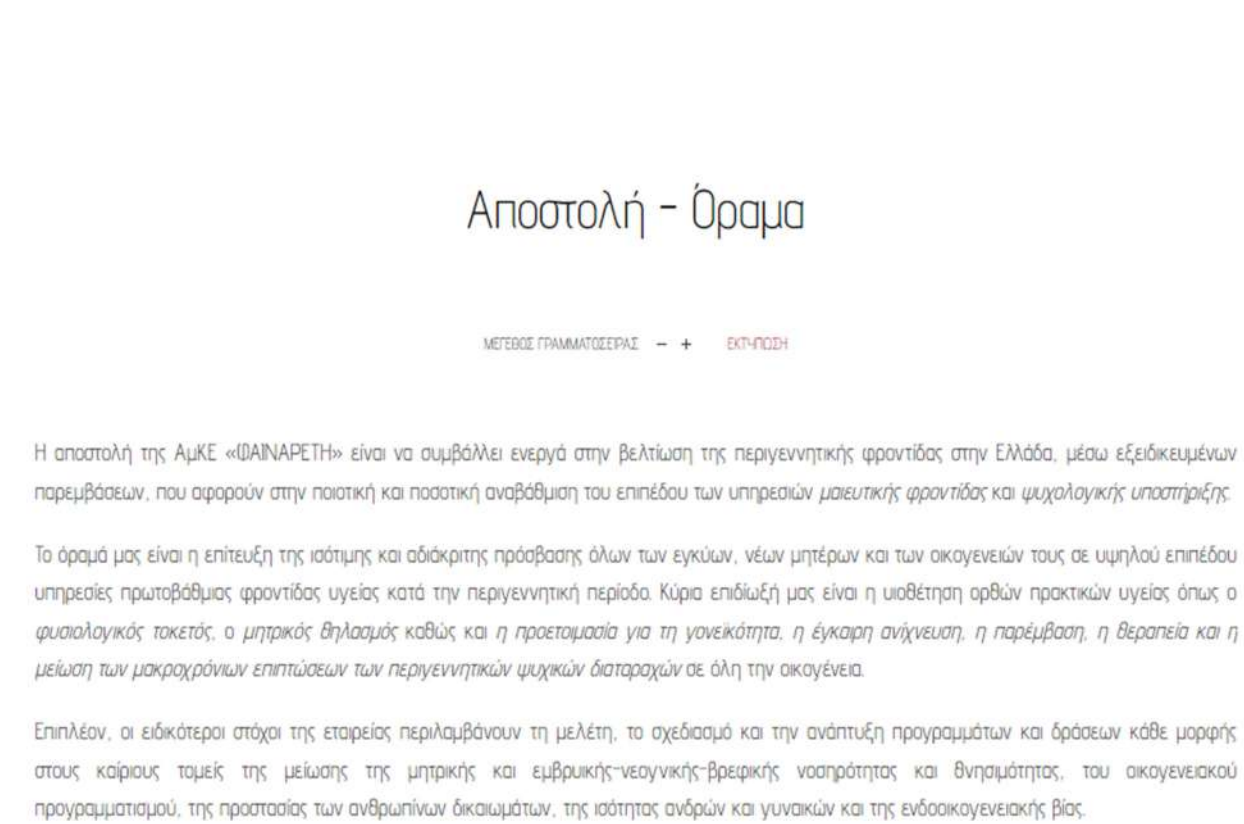 Αποστολή - Όραμα
ΜΕΓΕΘΟΣ ΓΡΑΜΜΑΤΟΣΕΙΡΑΣ − + ΕΚΤΥΠΩΣΗ
Η αποστολή της ΑμΚΕ «ΦΑΙΝΑΡΕΤΗ» είναι να συμβάλλει ενεργά στην βελτίωση της περιγεννητικής φροντίδας στην Ελλάδα, μέσω εξειδικευμένων
παρεμβάσεων, που αφορούν στην ποιοτική και ποσοτική αναβάθμιση του επιπέδου των υπηρεσιών μαιευτικής φροντίδας και ψυχολογικής υποστήριξης.
Το όραμά μας είναι η επίτευξη της ισότιμης και αδιάκριτης πρόσβασης όλων των εγκύων, νέων μητέρων και των οικογενειών τους σε υψηλού επιπέδου
υπηρεσίες πρωτοβάθμιας φροντίδας υγείας κατά την περιγεννητική περίοδο. Κύρια επιδίωξή μας είναι η υιοθέτηση ορθών πρακτικών υγείας όπως ο
φυσιολογικός τοκετός, ο μητρικός θηλασμός καθώς και η προετοιμασία για τη γονεϊκότητα, η έγκαιρη ανίχνευση, η παρέμβαση, η θεραπεία και η
μείωση των μακροχρόνιων επιπτώσεων των περιγεννητικών ψυχικών διαταραχών σε όλη την οικογένεια.
Επιπλέον, οι ειδικότεροι στόχοι της εταιρείας περιλαμβάνουν τη μελέτη, το σχεδιασμό και την ανάπτυξη προγραμμάτων και δράσεων κάθε μορφής
στους καίριους τομείς της μείωσης της μητρικής και εμβρυικής-νεογνικής-βρεφικής νοσηρότητας και θνησιμότητας, του οικογενειακού
προγραμματισμού, της προστασίας των ανθρωπίνων δικαιωμάτων, της ισότητας ανδρών και γυναικών και της ενδοοικογενειακής βίας.